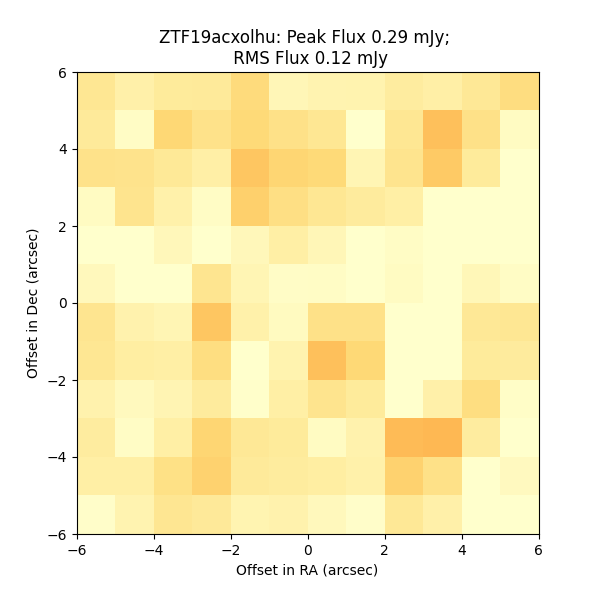 ZTF19acxolhu: Peak Flux 0.29 mJy;
RMS Flux 0.12 mJy
6
4
2
0
−2
−4
−6
Offset in Dec (arcsec)
−6 −4 −2 0 2 4 6
Offset in RA (arcsec)